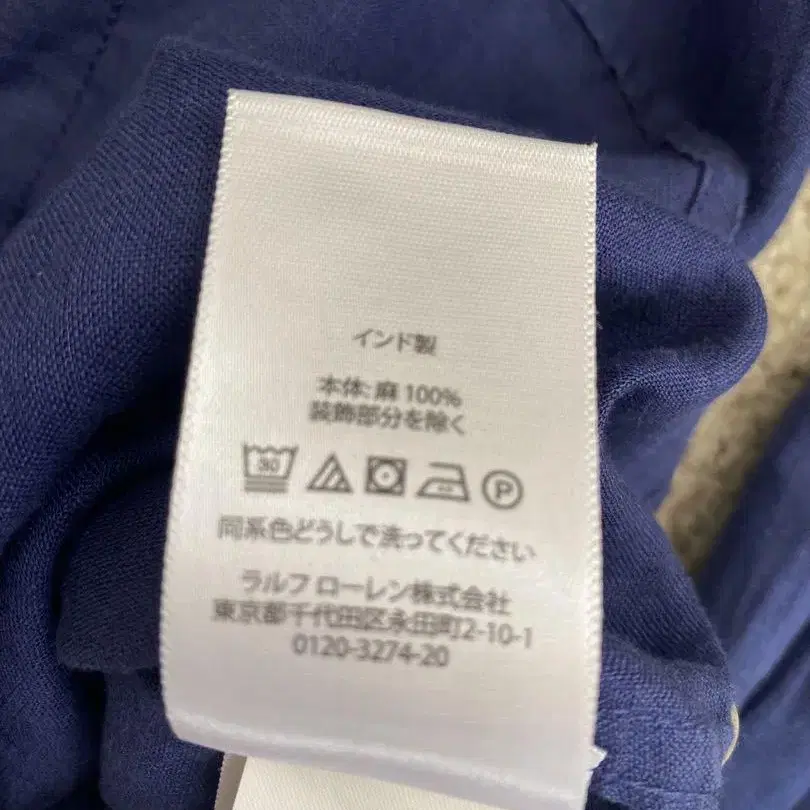 インド製
本体: 麻 100%
装飾部分を除く
30 P
同系色どうしで洗ってください
ラルフ ローレン株式会社
東京都千代田区永田町2-10-1
0120-3274-20